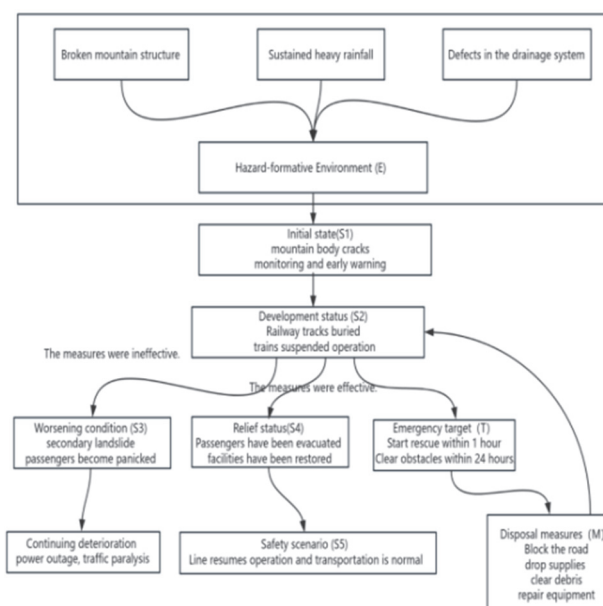 Broken mountain structure
Sustained heavy rainfall
Defects in the drainage system
Hazard-formative Environment (E)
Initial state(S1)
mountain body cracks
monitoring and early warning
Development status (S2)
Railway tracks buried
trains suspended operation
The measures were ineffective.
The measures were effective.
Worsening condition (S3)
secondary landslide
passengers become panicked
Relief status(S4)
Passengers have been evacuated
facilities have been restored
Emergency target (T)
Start rescue within 1 hour
Clear obstacles within 24 hours
Continuing deterioration
power outage, traffic paralysis
Safety scenario (S5)
Line resumes operation and transportation is normal
Disposal measures (M)
Block the road
drop supplies
clear debris
repair equipment